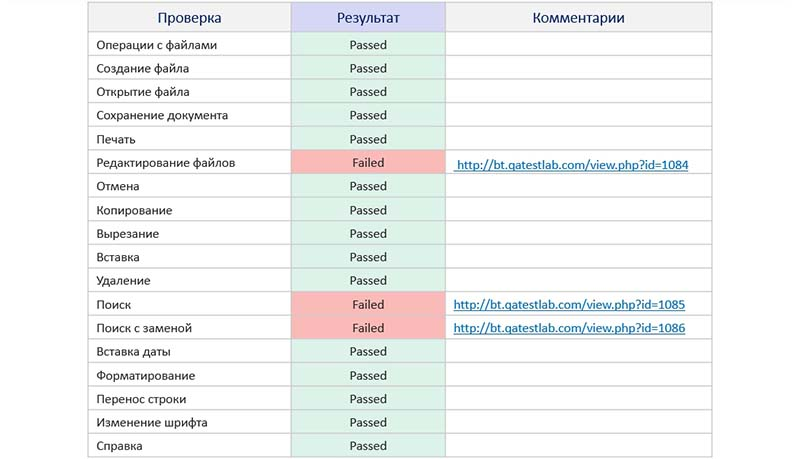 Проверка Результат Комментарии
Операции с файлами Passed
Создание файла Passed
Открытие файла Passed
Сохранение документа Passed
Печать Passed
Редактирование файлов Failed http://bt.qatestlab.com/view.php?id=1084
Отмена Passed
Копирование Passed
Вырезание Passed
Вставка Passed
Удаление Passed
Поиск Failed http://bt.qatestlab.com/view.php?id=1085
Поиск с заменой Failed http://bt.qatestlab.com/view.php?id=1086
Вставка даты Passed
Форматирование Passed
Перенос строки Passed
Изменение шрифта Passed
Справка Passed